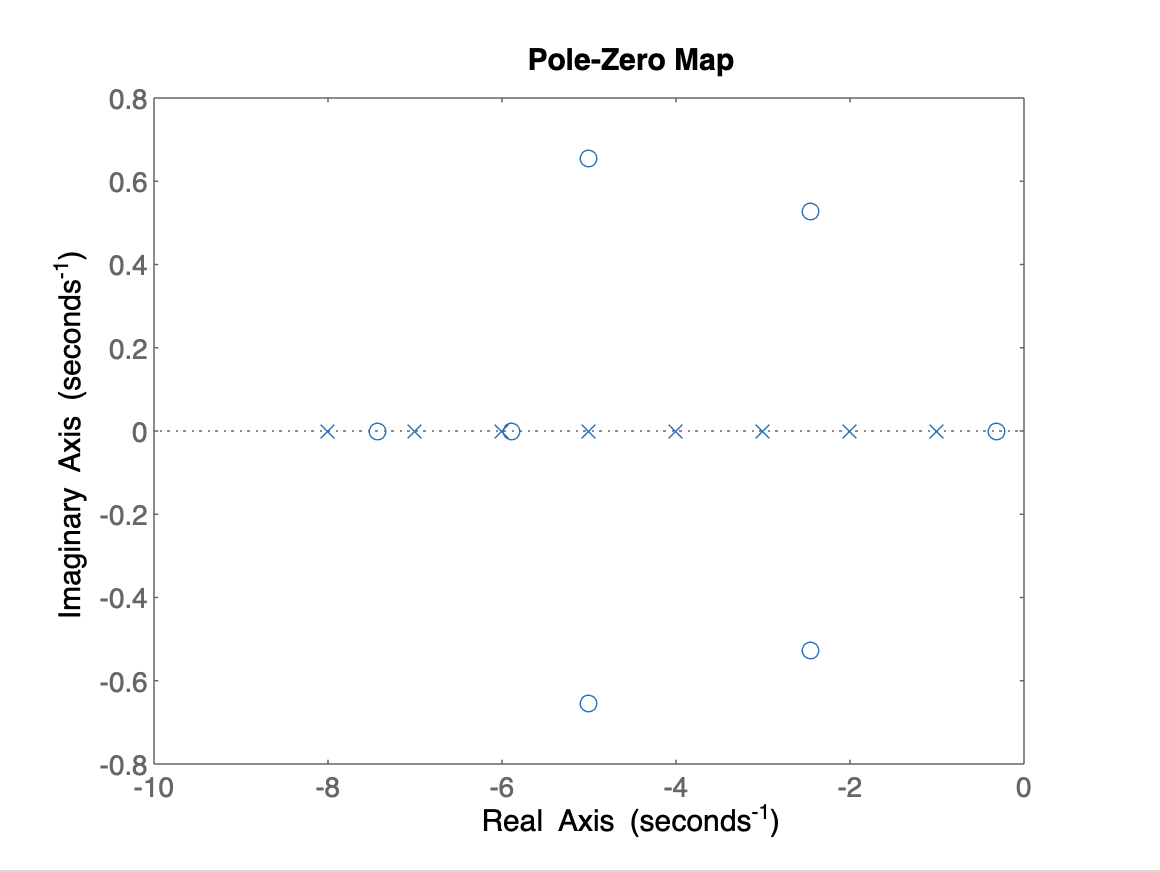 Pole-Zero Map
0.8
0.6
0.4
0.2
0
-0.2
-0.4
-0.6
-0.8
Imaginary Axis (seconds⁻¹)
-10 -8 -6 -4 -2 0
Real Axis (seconds⁻¹)